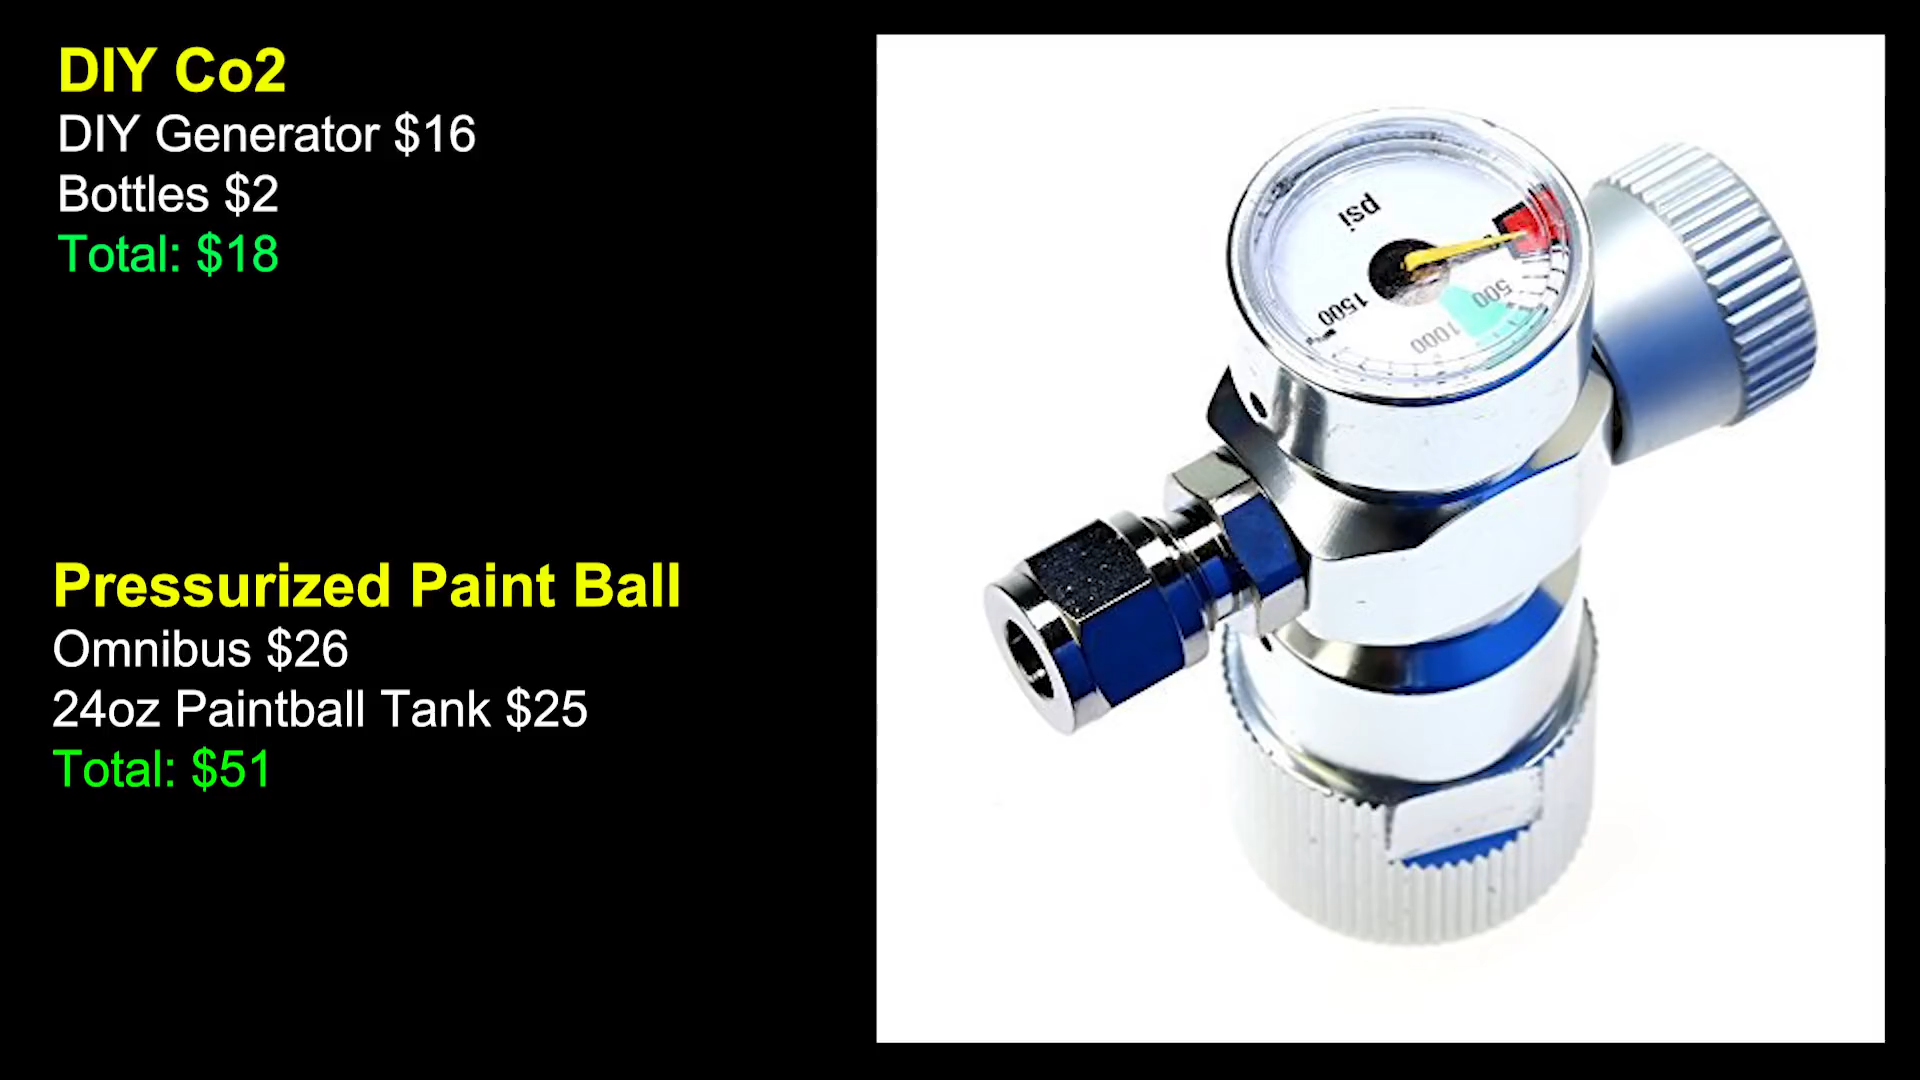 DIY Co2
DIY Generator $16
Bottles $2
Total: $18
Pressurized Paint Ball
Omnibus $26
24oz Paintball Tank $25
Total: $51
psi
0
500
1000
1500